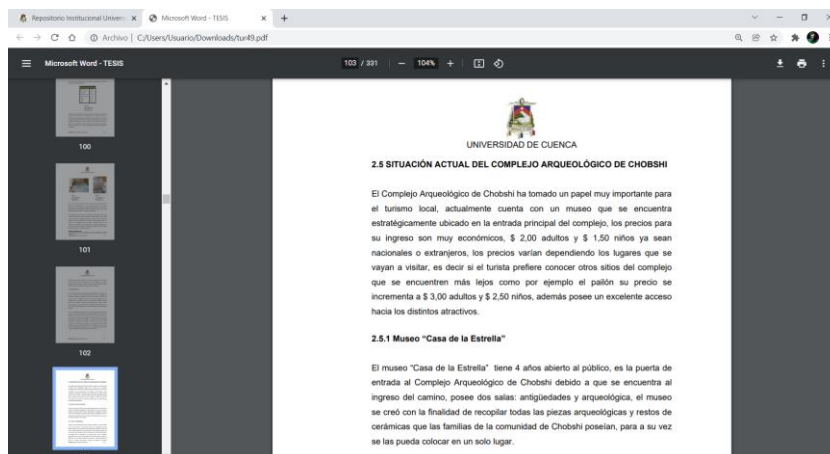 Repositorio Institucional Univers
Microsoft Word - TESIS
Archivo | C:/Users/Usuario/Downloads/tur49.pdf
Microsoft Word - TESIS
103 / 331
104%
100
101
102
UNIVERSIDAD DE CUENCA
2.5 SITUACIÓN ACTUAL DEL COMPLEJO ARQUEOLÓGICO DE CHOBSHI
El Complejo Arqueológico de Chobshi ha tomado un papel muy importante para
el turismo local, actualmente cuenta con un museo que se encuentra
estratégicamente ubicado en la entrada principal del complejo, los precios para
su ingreso son muy económicos, $ 2,00 adultos y $ 1,50 niños ya sean
nacionales o extranjeros, los precios varían dependiendo los lugares que se
vayan a visitar, es decir si el turista prefiere conocer otros sitios del complejo
que se encuentren más lejos como por ejemplo el pailón su precio se
incrementa a $ 3,00 adultos y $ 2,50 niños, además posee un excelente acceso
hacia los distintos atractivos.
2.5.1 Museo "Casa de la Estrella"
El museo "Casa de la Estrella" tiene 4 años abierto al público, es la puerta de
entrada al Complejo Arqueológico de Chobshi debido a que se encuentra al
ingreso del camino, posee dos salas: antigüedades y arqueológica, el museo
se creó con la finalidad de recopilar todas las piezas arqueológicas y restos de
cerámicas que las familias de la comunidad de Chobshi poseían, para a su vez
se las pueda colocar en un solo lugar.